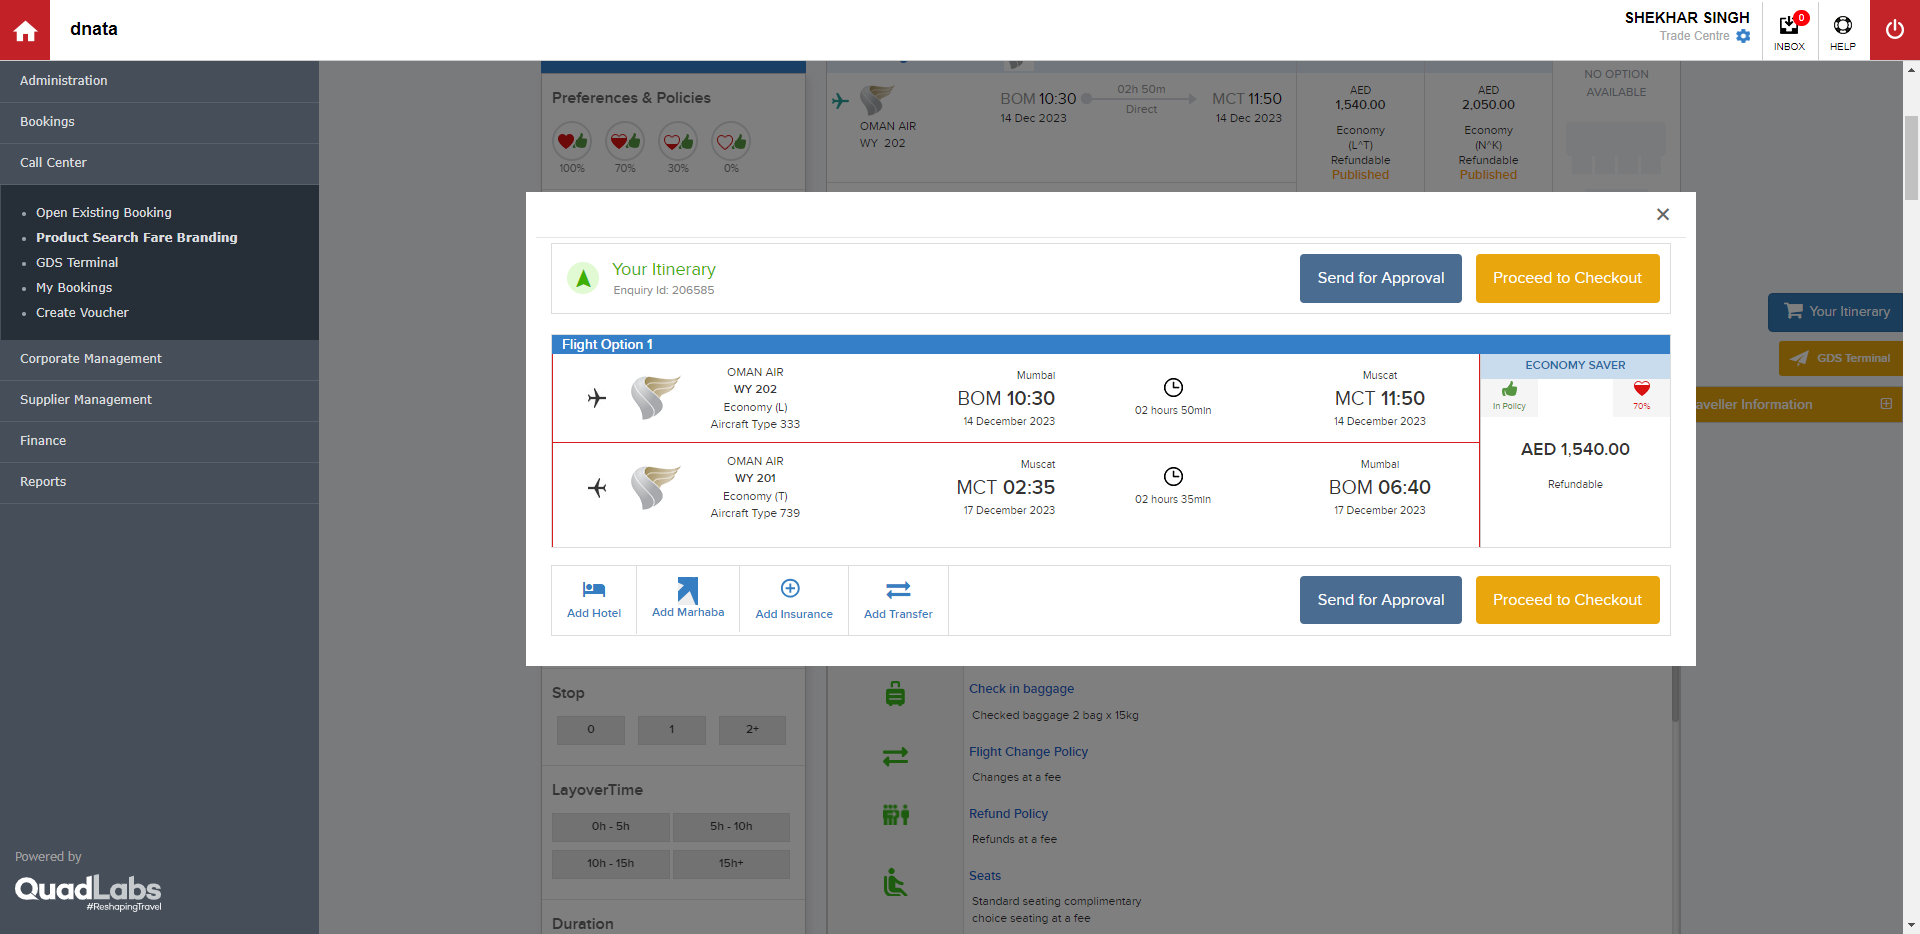 dnata
SHEKHAR SINGH
Trade Centre
0
INBOX
HELP
Administration
Bookings
Call Center
Open Existing Booking
Product Search Fare Branding
GDS Terminal
My Bookings
Create Voucher
Corporate Management
Supplier Management
Finance
Reports
Powered by
QuadLabs
#ReshapingTravel
Preferences & Policies
100%
70%
30%
0%
OMAN AIR
WY 202
BOM 10:30
14 Dec 2023
02h 50m
Direct
MCT 11:50
14 Dec 2023
AED
1,540.00
Economy
(L^T)
Refundable
Published
AED
2,050.00
Economy
(N^K)
Refundable
Published
NO OPTION
AVAILABLE
Your Itinerary
GDS Terminal
aveller Information
×
Your Itinerary
Enquiry Id: 206585
Send for Approval
Proceed to Checkout
Flight Option 1
OMAN AIR
WY 202
Economy (L)
Aircraft Type 333
Mumbai
BOM 10:30
14 December 2023
02 hours 50min
Muscat
MCT 11:50
14 December 2023
ECONOMY SAVER
In Policy
70%
AED 1,540.00
Refundable
OMAN AIR
WY 201
Economy (T)
Aircraft Type 739
Muscat
MCT 02:35
17 December 2023
02 hours 35min
Mumbai
BOM 06:40
17 December 2023
Add Hotel
Add Marhaba
Add Insurance
Add Transfer
Send for Approval
Proceed to Checkout
Stop
0
1
2+
LayoverTime
0h - 5h
5h - 10h
10h - 15h
15h+
Duration
Check in baggage
Checked baggage 2 bag x 15kg
Flight Change Policy
Changes at a fee
Refund Policy
Refunds at a fee
Seats
Standard seating complimentary
choice seating at a fee